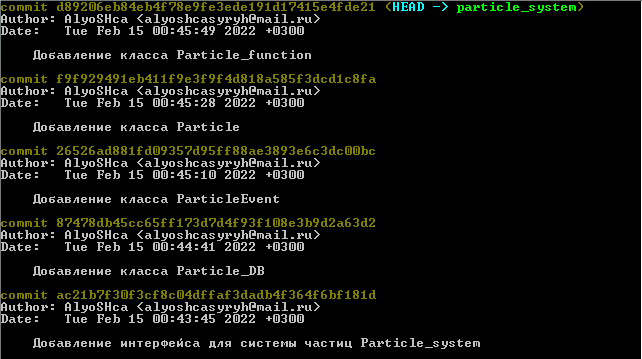 commit d89206eb84eb4f78e9fe3ede191d17415e4fde21 (HEAD -> particle_system)
Author: AlyoSHca <alyoshcasyryh@mail.ru>
Date:   Tue Feb 15 00:45:49 2022 +0300
Добавление класса Particle_function
commit f9f929491eb411f9e3f9f4d818a585f3dcd1c8fa
Author: AlyoSHca <alyoshcasyryh@mail.ru>
Date:   Tue Feb 15 00:45:28 2022 +0300
Добавление класса Particle
commit 26526ad881fd09357d95ff88ae3893e6c3dc00bc
Author: AlyoSHca <alyoshcasyryh@mail.ru>
Date:   Tue Feb 15 00:45:10 2022 +0300
Добавление класса ParticleEvent
commit 87478db45cc65ff173d7d4f93f108e3b9d2a63d2
Author: AlyoSHca <alyoshcasyryh@mail.ru>
Date:   Tue Feb 15 00:44:41 2022 +0300
Добавление класса Particle_DB
commit ac21b7f30f3cf8c04dffaf3dadb4f364f6bf181d
Author: AlyoSHca <alyoshcasyryh@mail.ru>
Date:   Tue Feb 15 00:43:45 2022 +0300
Добавление интерфейса для системы частиц Particle_system